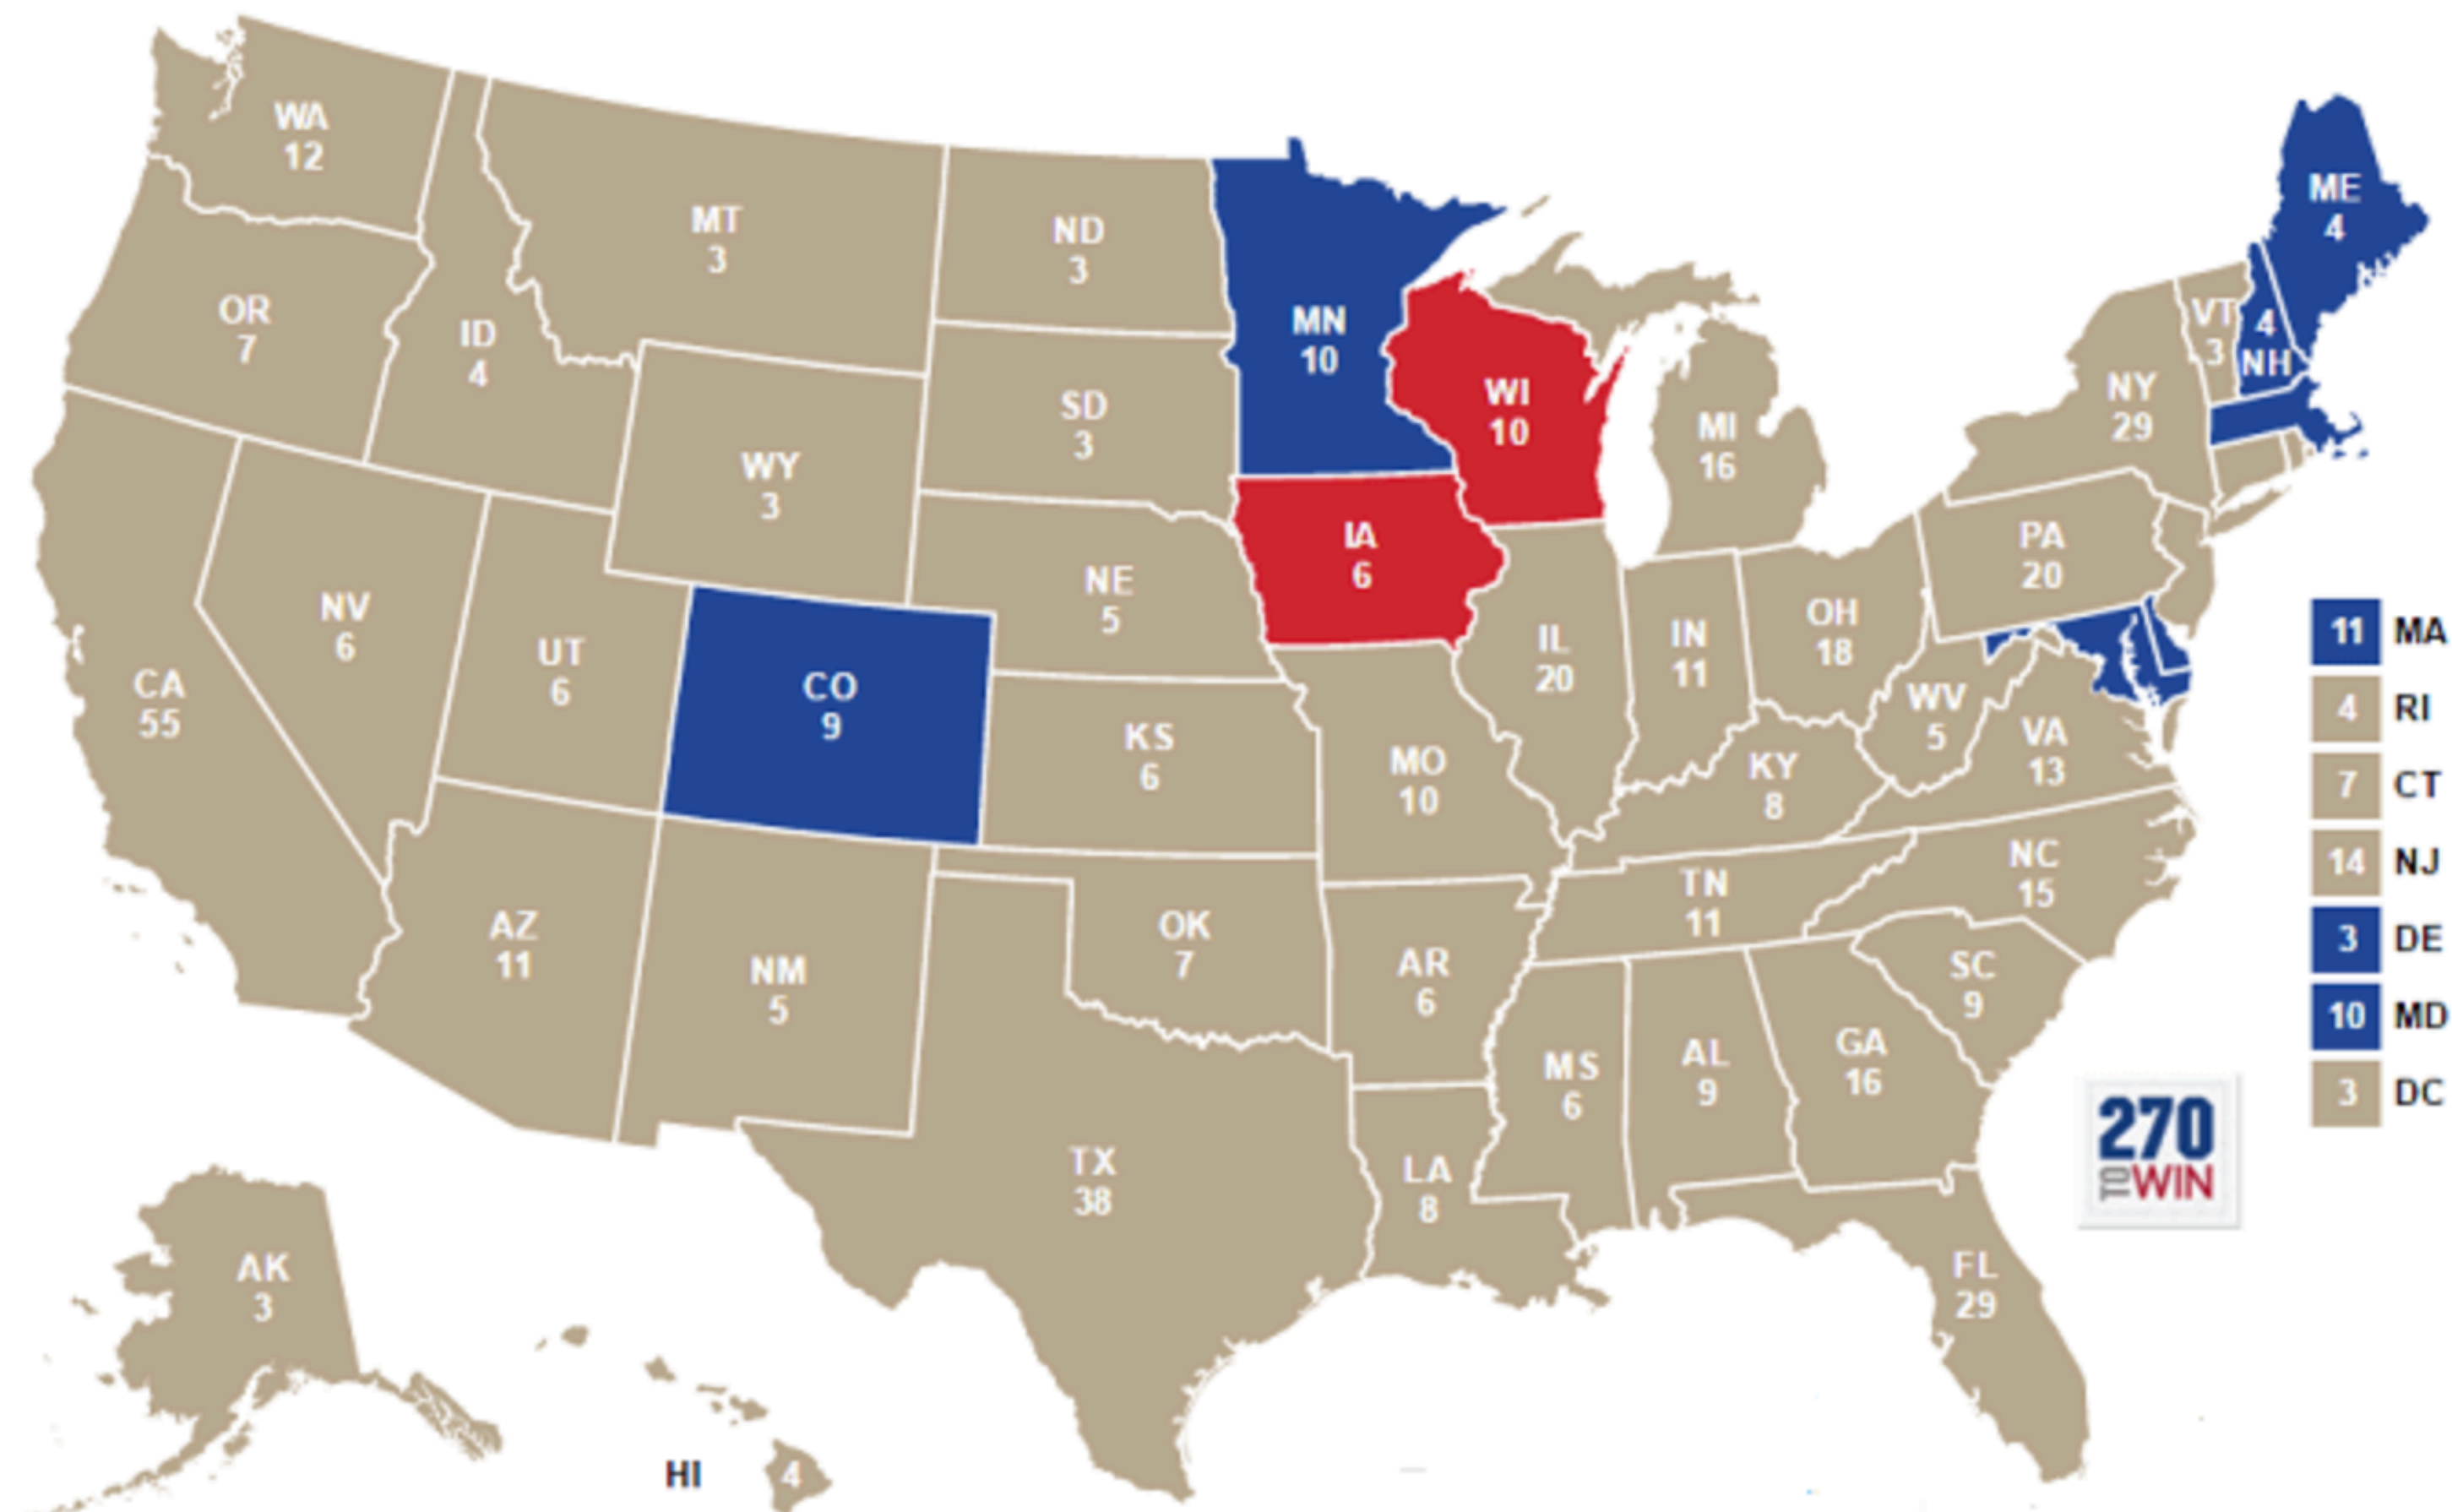 WA
12
OR
7
CA
55
NV
6
ID
4
MT
3
WY
3
UT
6
CO
9
AZ
11
NM
5
ND
3
SD
3
NE
5
KS
6
OK
7
TX
38
MN
10
IA
6
MO
10
AR
6
LA
8
WI
10
IL
20
MI
16
IN
11
OH
18
KY
8
TN
11
MS
6
AL
9
GA
16
FL
29
SC
9
NC
15
VA
13
WV
5
PA
20
NY
29
VT
3
4
NH
ME
4
11 MA
4 RI
7 CT
14 NJ
3 DE
10 MD
3 DC
270
TO WIN
AK
3
HI 4